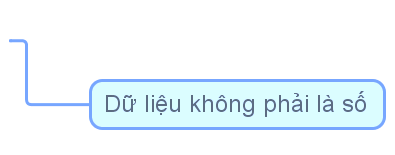 Dữ liệu không phải là số